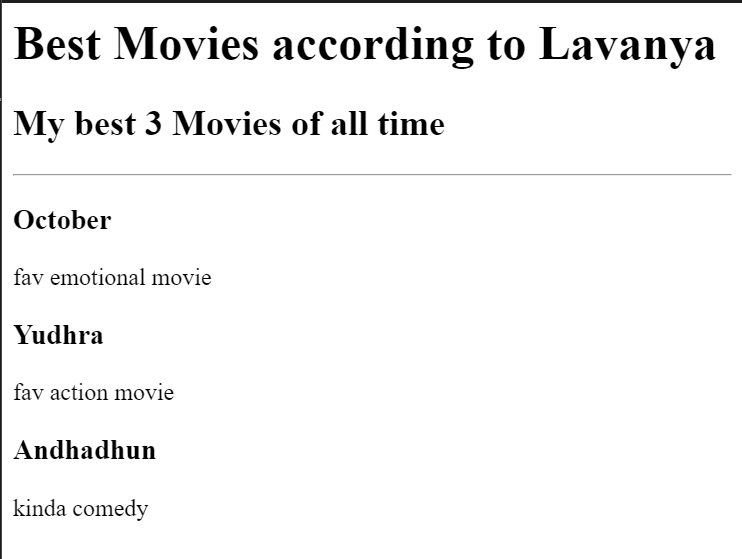 Best Movies according to Lavanya
My best 3 Movies of all time
October
fav emotional movie
Yudhra
fav action movie
Andhadhun
kinda comedy